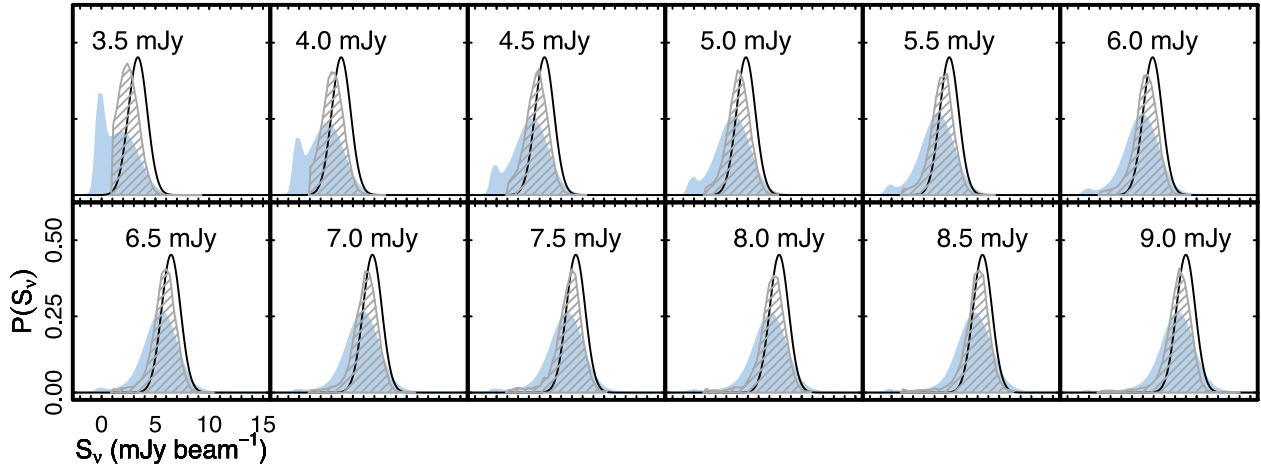 3.5 mJy 4.0 mJy 4.5 mJy 5.0 mJy 5.5 mJy 6.0 mJy
6.5 mJy 7.0 mJy 7.5 mJy 8.0 mJy 8.5 mJy 9.0 mJy
P(Sν)
0.50
0.25
0.00
0 5 10 15
Sν (mJy beam⁻¹)